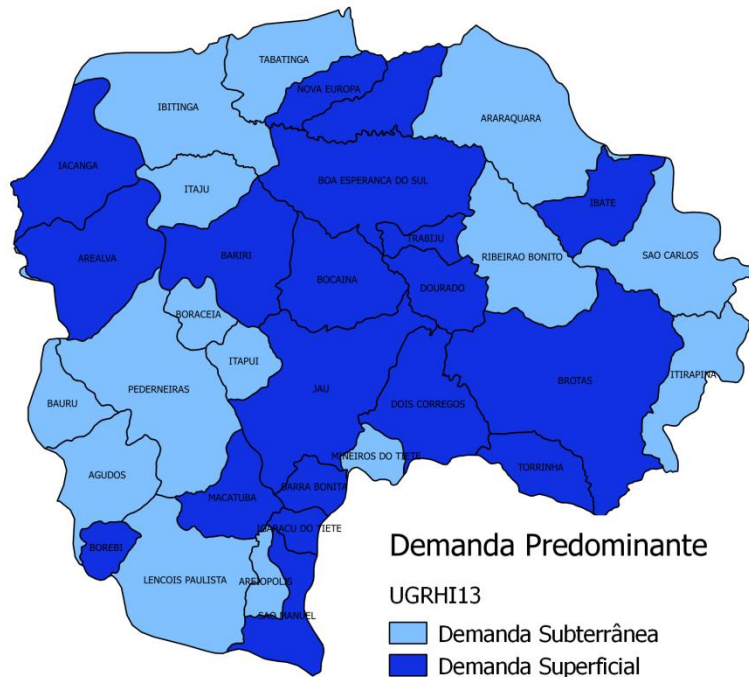 TABATINGA
NOVA EUROPA
IBITINGA
ARARAQUARA
IACANGA
BOA ESPERANCA DO SUL
ITAJU
IBATE
TRABIJU
AREALVA
BARIRI
RIBEIRAO BONITO
SAO CARLOS
BOCAINA
DOURADO
BORACEIA
ITAPUI
ITIRAPINA
BROTAS
PEDERNEIRAS
JAU
BAURU
DOIS CORREGOS
MINEIROS DO TIETE
TORRINHA
AGUDOS
BARRA BONITA
MACATUBA
IGARACU DO TIETE
BOREBI
LENCOIS PAULISTA
AREIOPOLIS
SAO MANUEL
Demanda Predominante
UGRHI13
Demanda Subterrânea
Demanda Superficial